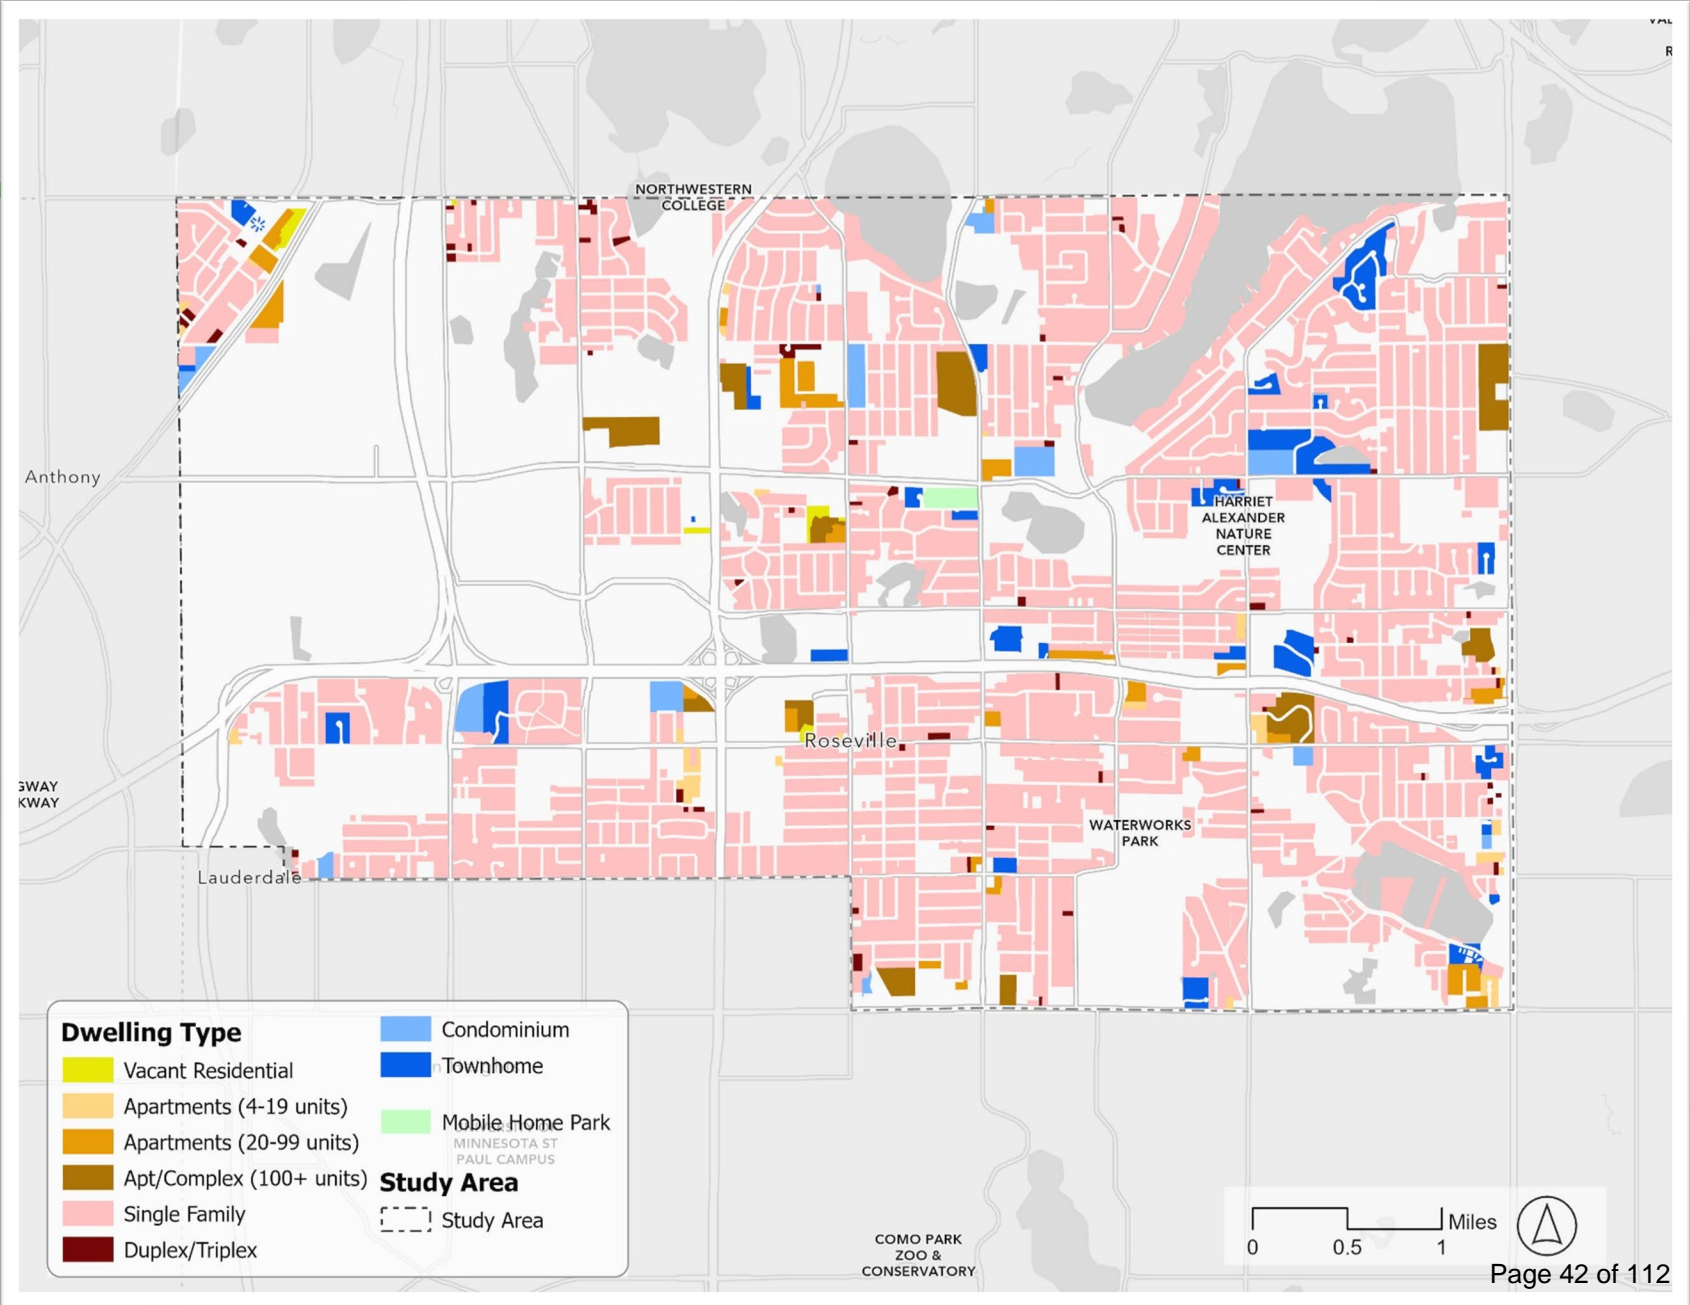 VAL
R
NORTHWESTERN
COLLEGE
Anthony
HARRIET
ALEXANDER
NATURE
CENTER
Roseville
GWAY
KWAY
WATERWORKS
PARK
Lauderdale
Dwelling Type
Vacant Residential
Apartments (4-19 units)
Apartments (20-99 units)
Apt/Complex (100+ units)
Single Family
Duplex/Triplex
Condominium
Townhome
Mobile Home Park
UNIVERSITY OF
MINNESOTA ST
PAUL CAMPUS
Study Area
Study Area
COMO PARK
ZOO &
CONSERVATORY
Miles
0 0.5 1
Page 42 of 112